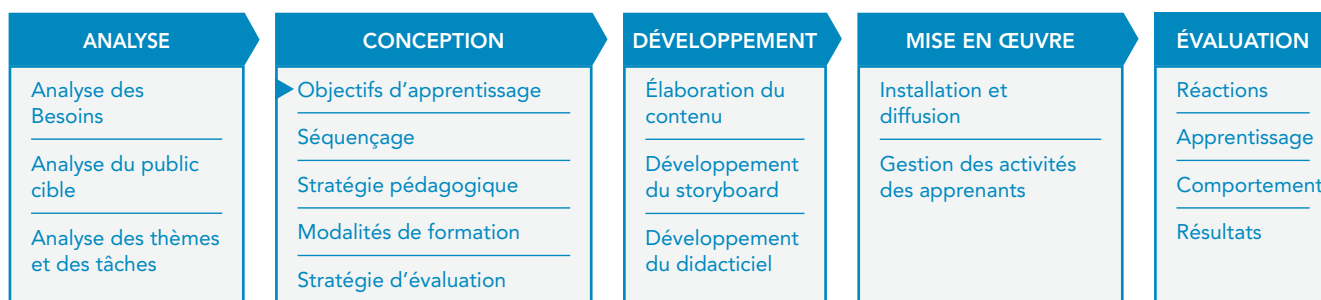 ANALYSE
Analyse des
Besoins
Analyse du public
cible
Analyse des thèmes
et des tâches
CONCEPTION
Objectifs d’apprentissage
Séquençage
Stratégie pédagogique
Modalités de formation
Stratégie d’évaluation
DÉVELOPPEMENT
Élaboration du
contenu
Développement
du storyboard
Développement
du didacticiel
MISE EN ŒUVRE
Installation et
diffusion
Gestion des activités
des apprenants
ÉVALUATION
Réactions
Apprentissage
Comportement
Résultats